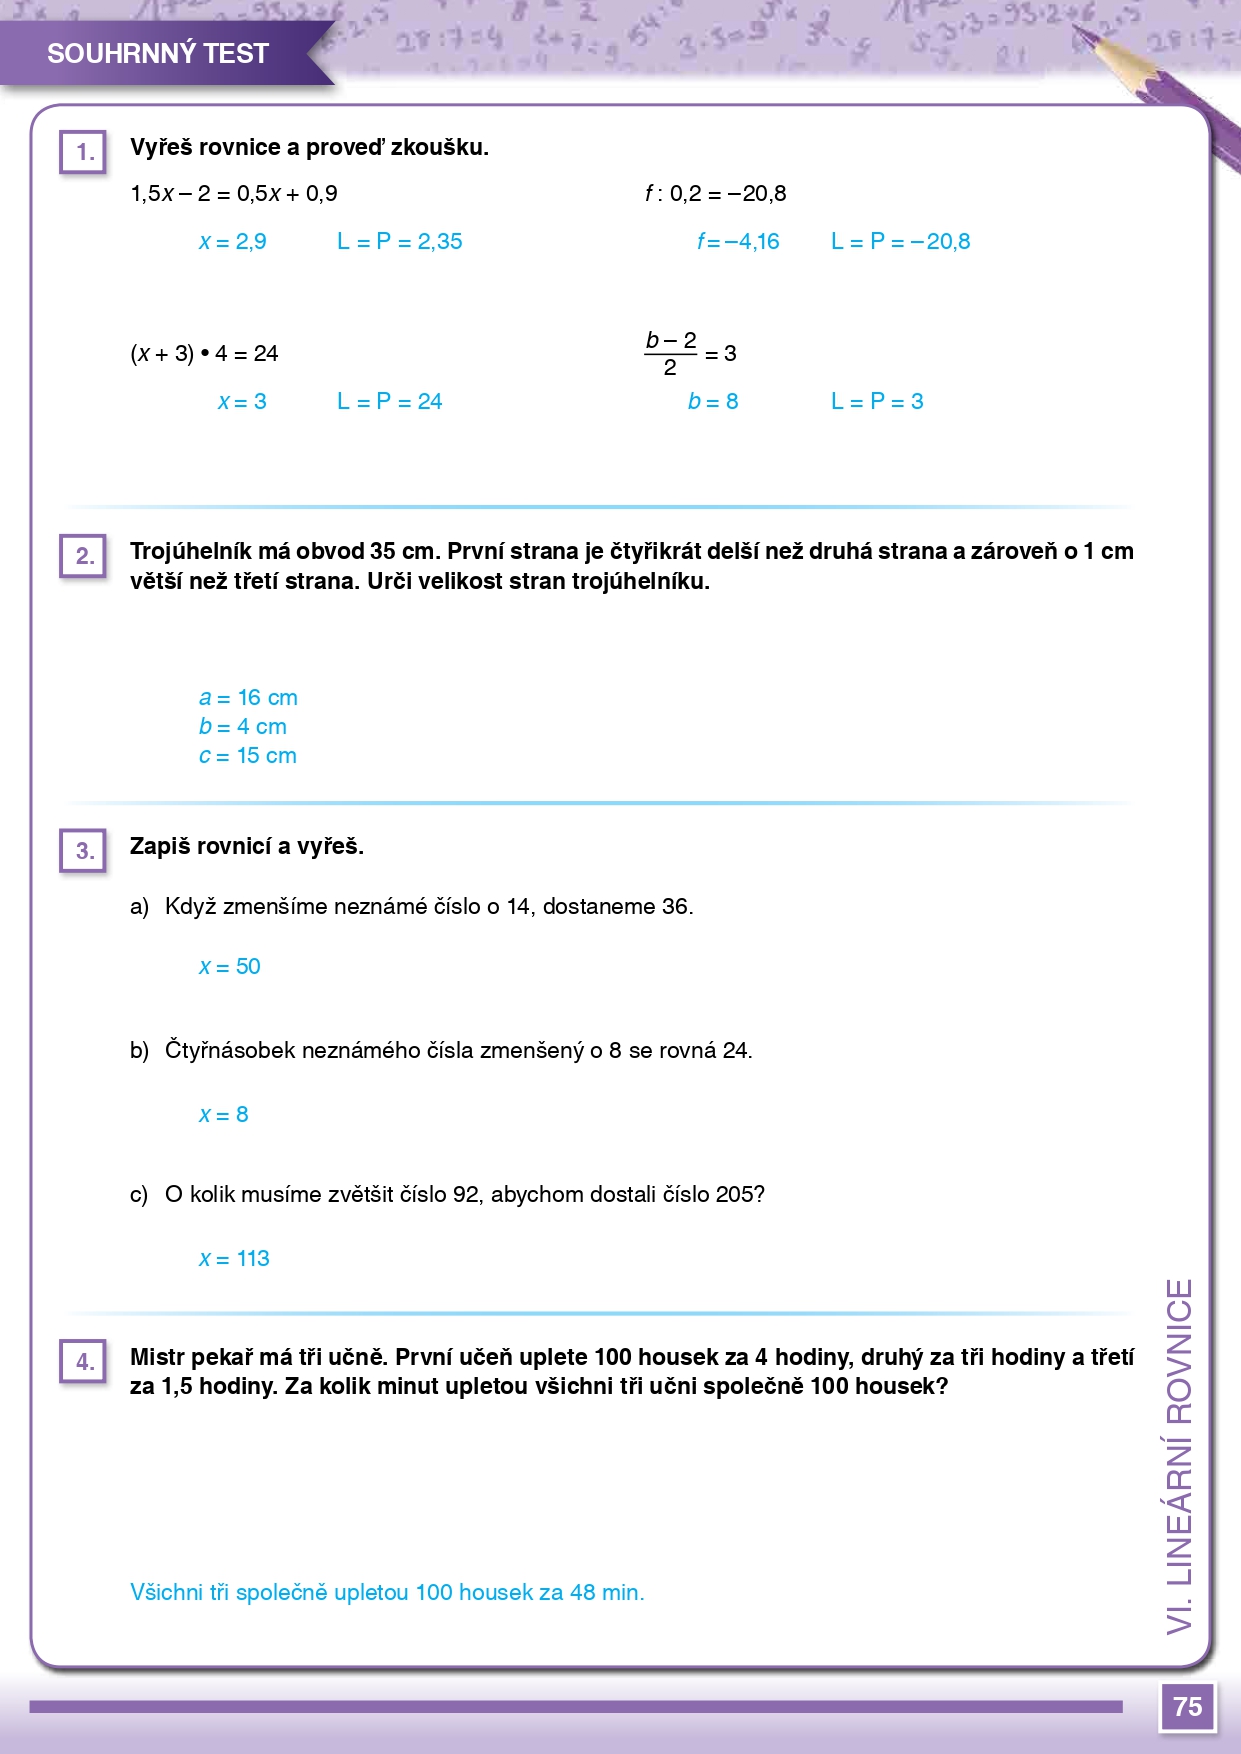 SOUHRNNÝ TEST
1. Vyřeš rovnice a proveď zkoušku.
1,5x – 2 = 0,5x + 0,9 f : 0,2 = –20,8
x = 2,9 L = P = 2,35 f = –4,16 L = P = –20,8
(x + 3) • 4 = 24 b – 2 / 2 = 3
x = 3 L = P = 24 b = 8 L = P = 3
2. Trojúhelník má obvod 35 cm. První strana je čtyřikrát delší než druhá strana a zároveň o 1 cm
větší než třetí strana. Urči velikost stran trojúhelníku.
a = 16 cm
b = 4 cm
c = 15 cm
3. Zapiš rovnicí a vyřeš.
a) Když zmenšíme neznámé číslo o 14, dostaneme 36.
x = 50
b) Čtyřnásobek neznámého čísla zmenšený o 8 se rovná 24.
x = 8
c) O kolik musíme zvětšit číslo 92, abychom dostali číslo 205?
x = 113
4. Mistr pekař má tři učně. První učeň uplete 100 housek za 4 hodiny, druhý za tři hodiny a třetí
za 1,5 hodiny. Za kolik minut upletou všichni tři učni společně 100 housek?
Všichni tři společně upletou 100 housek za 48 min.
VI. LINEÁRNÍ ROVNICE
75